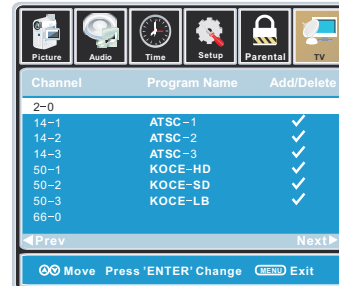 Picture Audio Time Setup Parental TV
Channel Program Name Add/Delete
2-0
14-1 ATSC-1
14-2 ATSC-2
14-3 ATSC-3
50-1 KOCE-HD
50-2 KOCE-SD
50-3 KOCE-LB
66-0
Prev Next
Move Press 'ENTER' Change MENU Exit